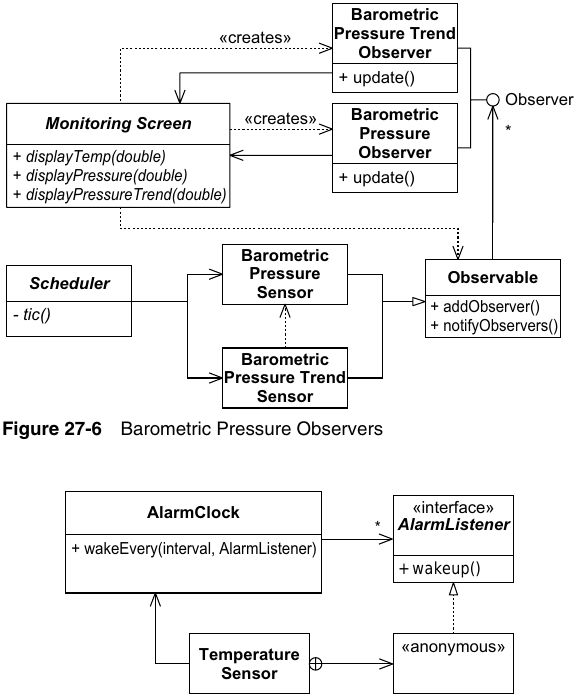 Barometric
Pressure Trend
Observer
+ update()
«creates»
Observer
*
Monitoring Screen
+ displayTemp(double)
+ displayPressure(double)
+ displayPressureTrend(double)
«creates»
Barometric
Pressure
Observer
+ update()
Scheduler
- tic()
Barometric
Pressure
Sensor
Barometric
Pressure Trend
Sensor
Observable
+ addObserver()
+ notifyObservers()
Figure 27-6 Barometric Pressure Observers
AlarmClock
+ wakeEvery(interval, AlarmListener)
*
«interface»
AlarmListener
+ wakeup()
Temperature
Sensor
«anonymous»